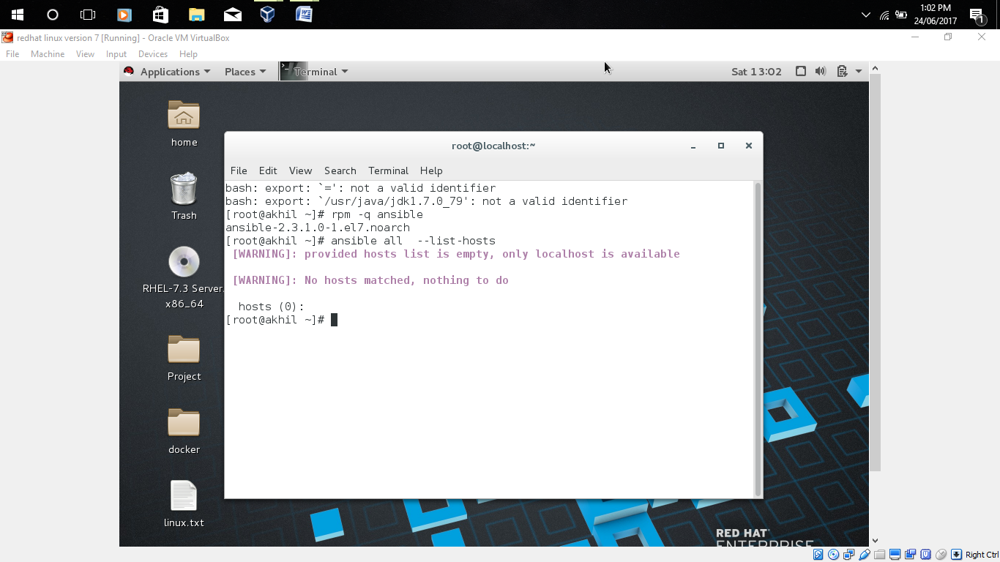 1:02 PM
24/06/2017
1
redhat linux version 7 [Running] - Oracle VM VirtualBox
File Machine View Input Devices Help
Applications Places Terminal Sat 13:02
home
Trash
RHEL-7.3 Server.
x86_64
Project
docker
linux.txt
root@localhost:~
File Edit View Search Terminal Help
bash: export: `=': not a valid identifier
bash: export: `/usr/java/jdk1.7.0_79': not a valid identifier
[root@akhil ~]# rpm -q ansible
ansible-2.3.1.0-1.el7.noarch
[root@akhil ~]# ansible all  --list-hosts
 [WARNING]: provided hosts list is empty, only localhost is available
 [WARNING]: No hosts matched, nothing to do
  hosts (0):
[root@akhil ~]#
RED HAT
ENTERPRISE
Right Ctrl